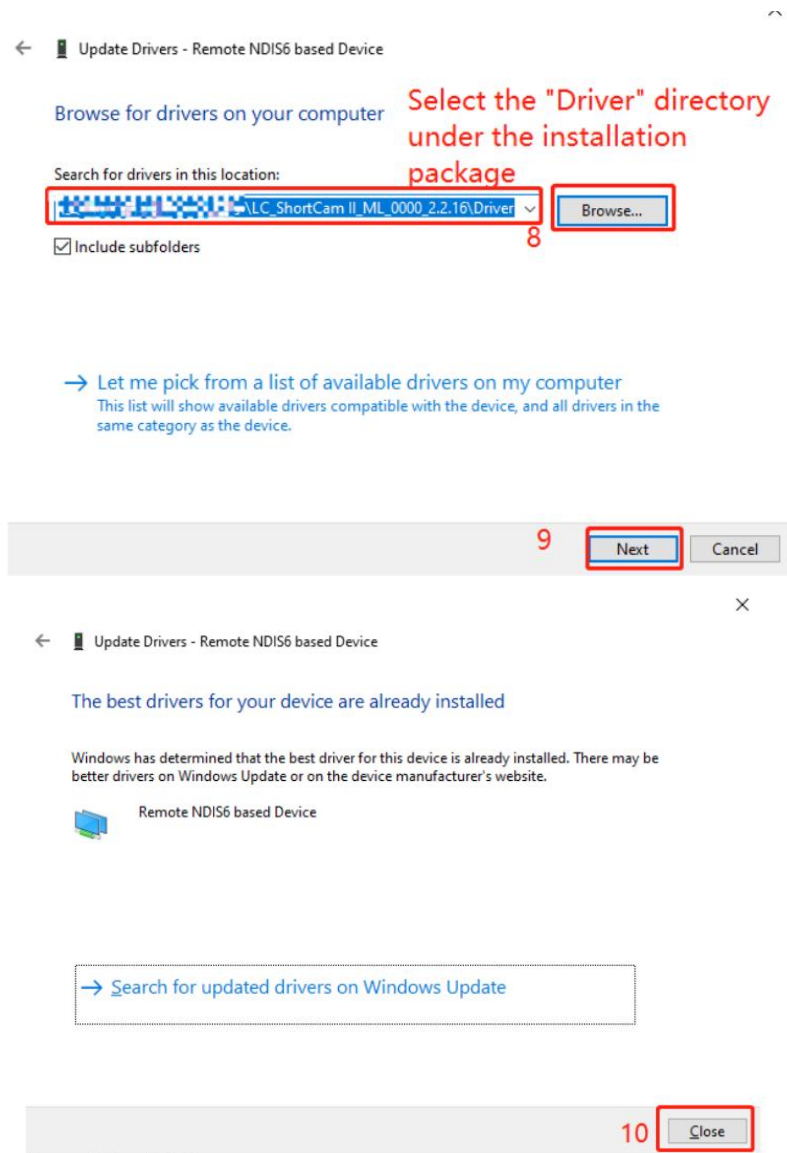 Update Drivers - Remote NDIS6 based Device
Browse for drivers on your computer
Select the "Driver" directory
under the installation
package
Search for drivers in this location:
\LC_ShortCam II_ML_0000_2.2.16\Driver
Browse...
8
Include subfolders
Let me pick from a list of available drivers on my computer
This list will show available drivers compatible with the device, and all drivers in the
same category as the device.
9
Next
Cancel
Update Drivers - Remote NDIS6 based Device
The best drivers for your device are already installed
Windows has determined that the best driver for this device is already installed. There may be
better drivers on Windows Update or on the device manufacturer's website.
Remote NDIS6 based Device
Search for updated drivers on Windows Update
10
Close